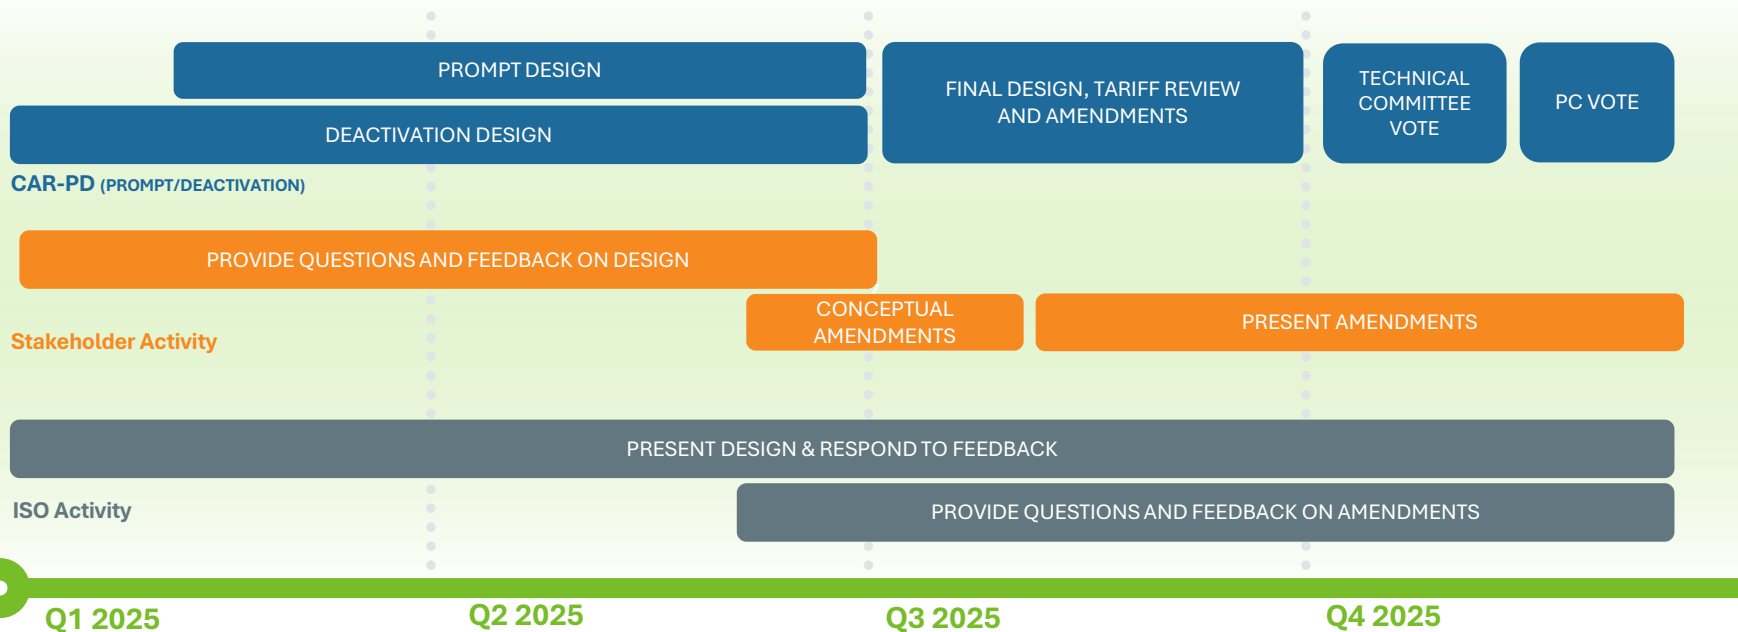 PROMPT DESIGN
DEACTIVATION DESIGN
FINAL DESIGN, TARIFF REVIEW
AND AMENDMENTS
TECHNICAL
COMMITTEE
VOTE
PC VOTE
CAR-PD (PROMPT/DEACTIVATION)
PROVIDE QUESTIONS AND FEEDBACK ON DESIGN
CONCEPTUAL
AMENDMENTS
PRESENT AMENDMENTS
Stakeholder Activity
PRESENT DESIGN & RESPOND TO FEEDBACK
PROVIDE QUESTIONS AND FEEDBACK ON AMENDMENTS
ISO Activity
Q1 2025
Q2 2025
Q3 2025
Q4 2025